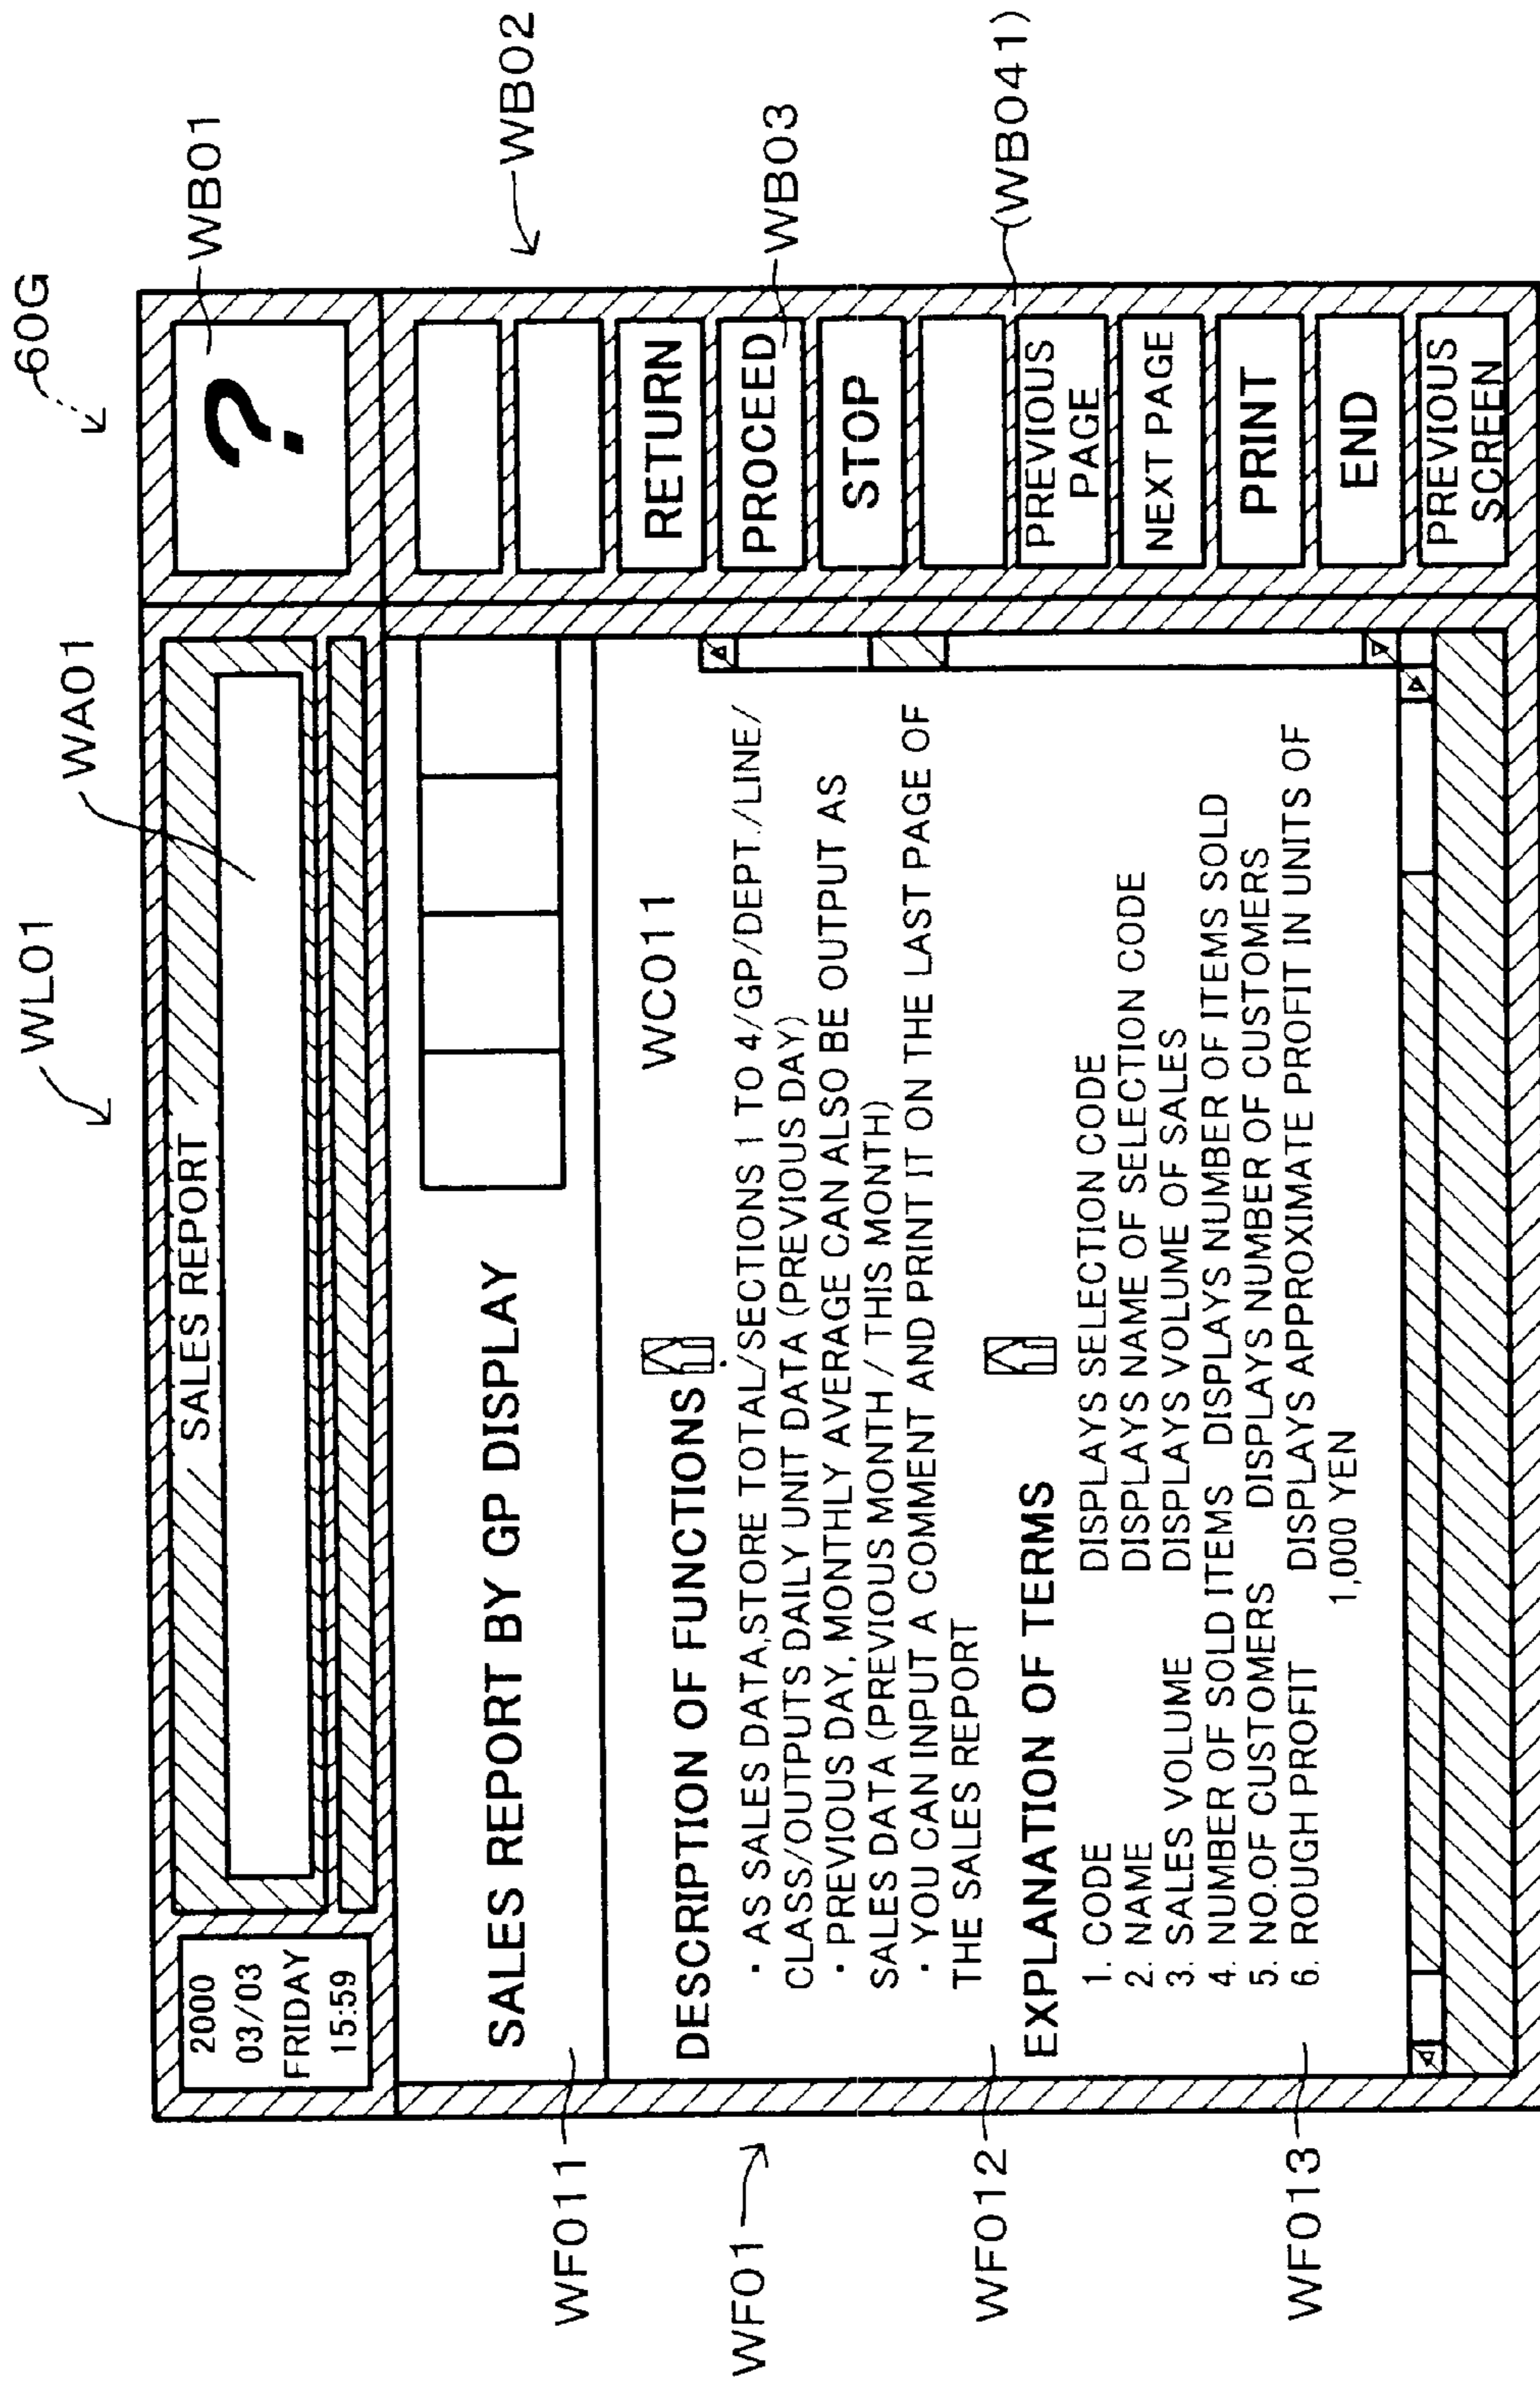 60G
WL01
WA01
WB01
2000
03/03
FRIDAY
15:59
SALES REPORT
?
WB02
WF011
SALES REPORT BY GP DISPLAY
RETURN
WF01
DESCRIPTION OF FUNCTIONS
WC011
PROCEED
WB03
· AS SALES DATA,STORE TOTAL/SECTIONS 1 TO 4/GP/DEPT./LINE/
CLASS/OUTPUTS DAILY UNIT DATA (PREVIOUS DAY)
· PREVIOUS DAY, MONTHLY AVERAGE CAN ALSO BE OUTPUT AS
SALES DATA (PREVIOUS MONTH / THIS MONTH)
· YOU CAN INPUT A COMMENT AND PRINT IT ON THE LAST PAGE OF
THE SALES REPORT
STOP
WF012
(WB041)
PREVIOUS
PAGE
EXPLANATION OF TERMS
1. CODE DISPLAYS SELECTION CODE
2. NAME DISPLAYS NAME OF SELECTION CODE
3. SALES VOLUME DISPLAYS VOLUME OF SALES
4. NUMBER OF SOLD ITEMS DISPLAYS NUMBER OF ITEMS SOLD
5. NO.OF CUSTOMERS DISPLAYS NUMBER OF CUSTOMERS
6. ROUGH PROFIT DISPLAYS APPROXIMATE PROFIT IN UNITS OF
1,000 YEN
NEXT PAGE
PRINT
WF013
END
PREVIOUS
SCREEN